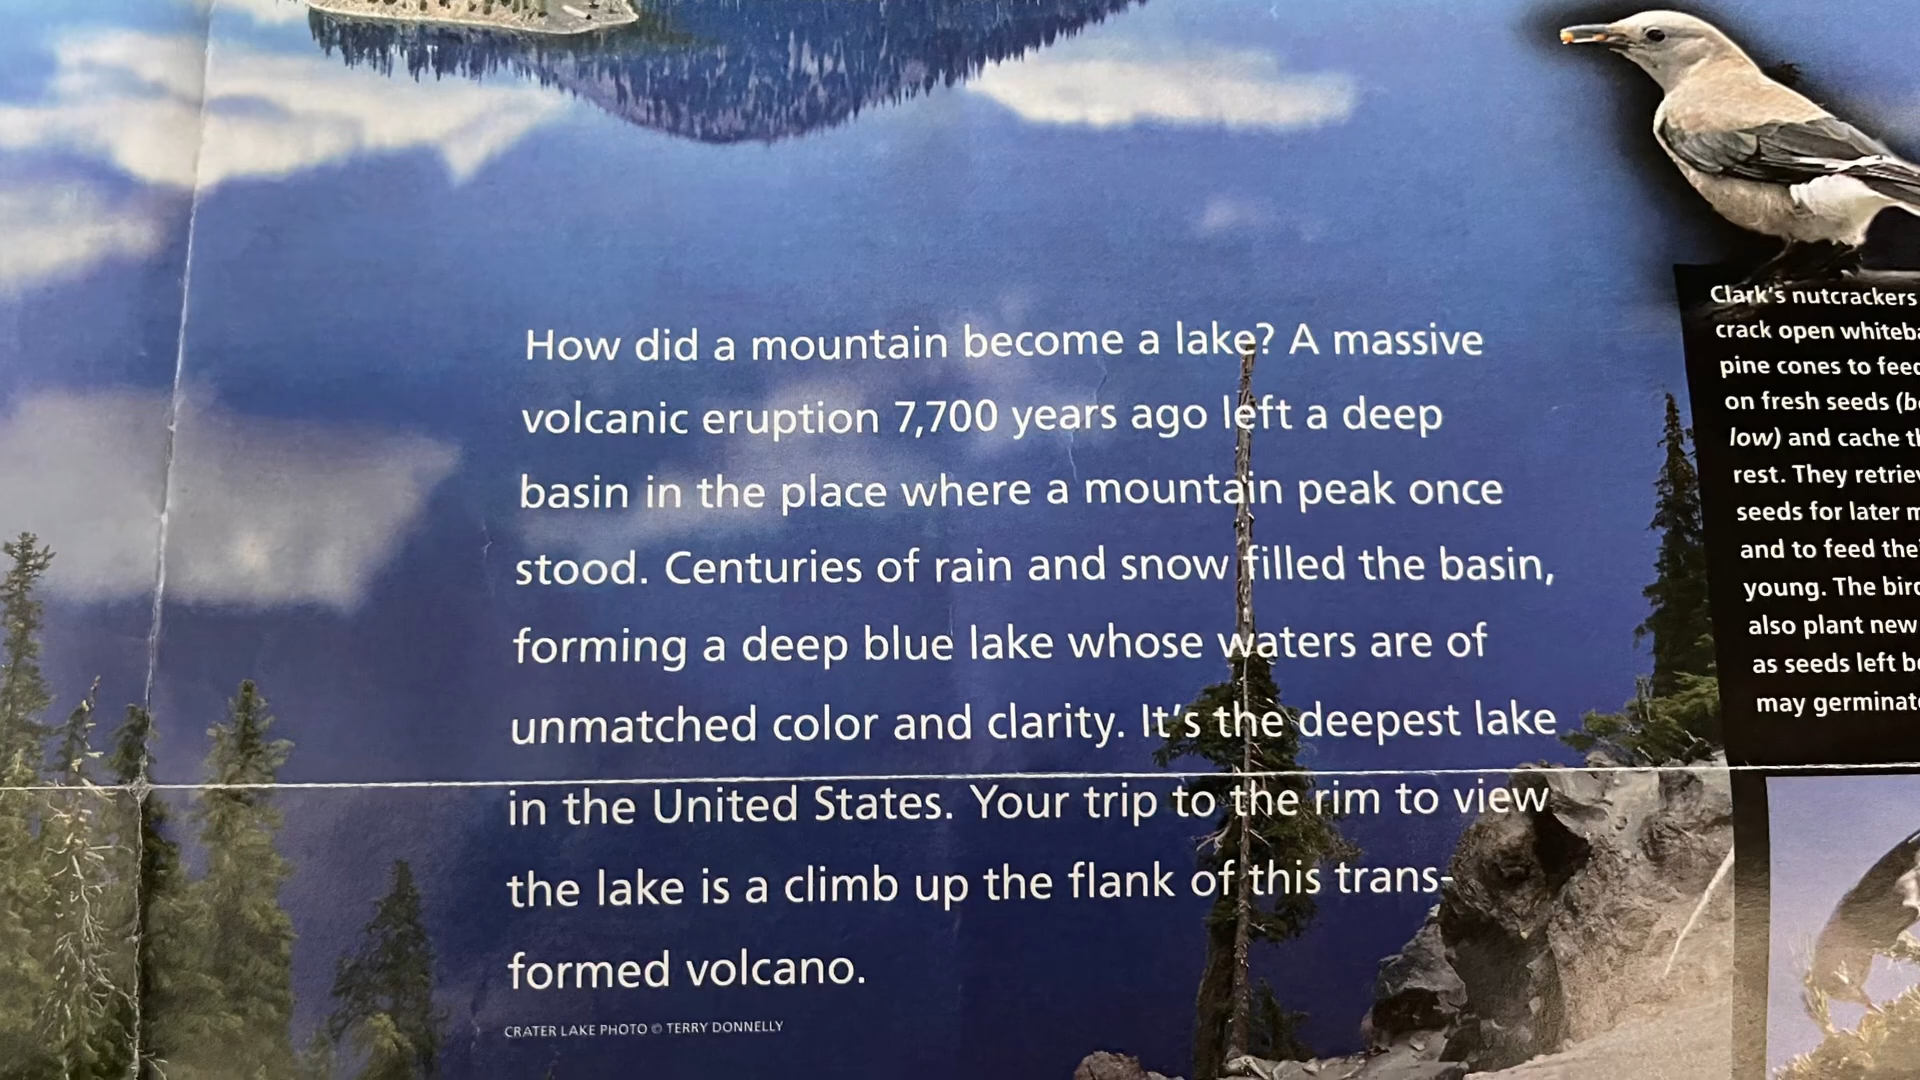 How did a mountain become a lake? A massive
volcanic eruption 7,700 years ago left a deep
basin in the place where a mountain peak once
stood. Centuries of rain and snow filled the basin,
forming a deep blue lake whose waters are of
unmatched color and clarity. It's the deepest lake
in the United States. Your trip to the rim to view
the lake is a climb up the flank of this trans-
formed volcano.
CRATER LAKE PHOTO © TERRY DONNELLY
Clark's nutcrackers
crack open
pine cones to feed
on fresh seeds
low) and cache
rest. They
seeds for later
and to feed
young. The
also plant new
as seeds left
may